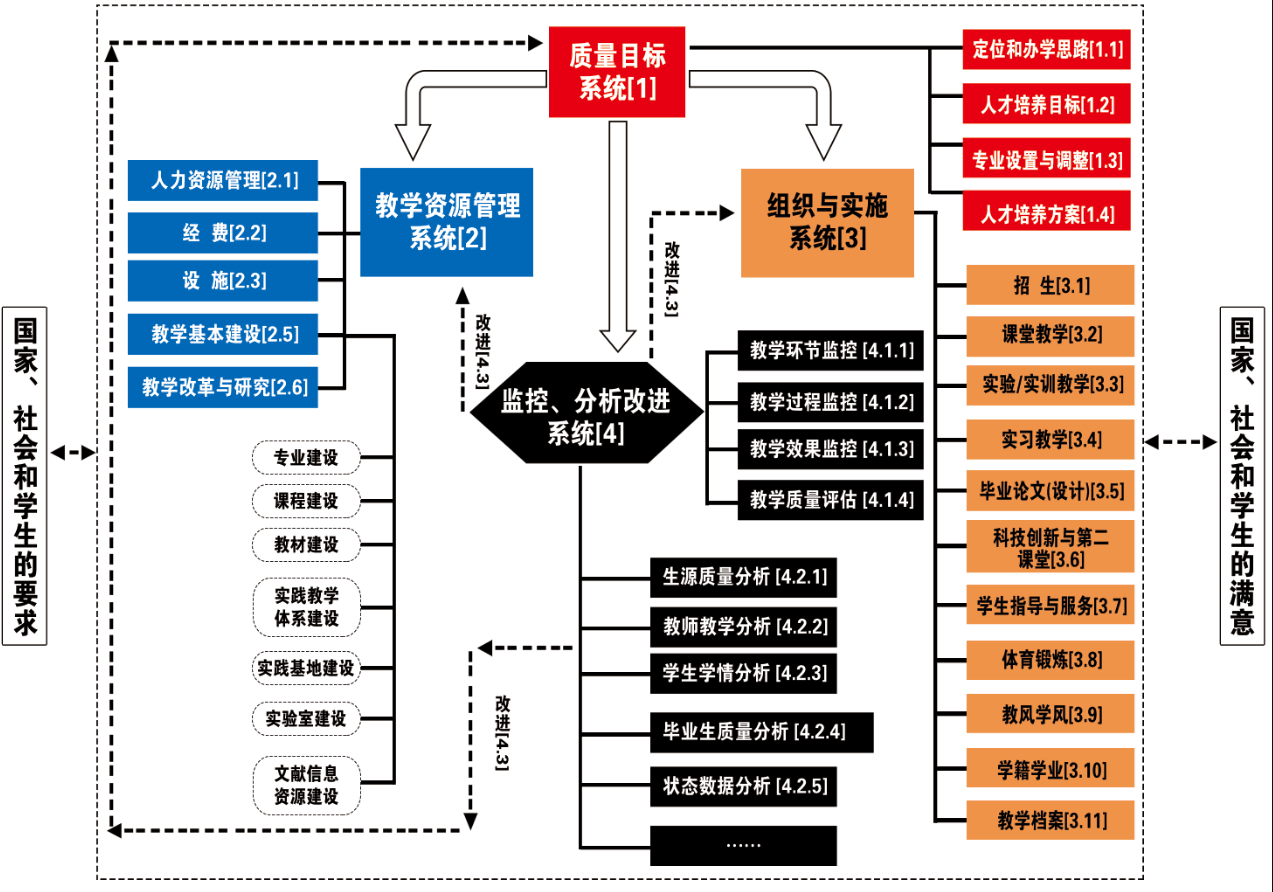 质量目标
系统[1]
定位和办学思路[1.1]
人才培养目标[1.2]
专业设置与调整[1.3]
人才培养方案[1.4]
人力资源管理[2.1]
经 费[2.2]
设 施[2.3]
教学基本建设[2.5]
教学改革与研究[2.6]
教学资源管理
系统[2]
组织与实施
系统[3]
改进[4.3]
改进[4.3]
监控、分析改进
系统[4]
教学环节监控 [4.1.1]
教学过程监控 [4.1.2]
教学效果监控 [4.1.3]
教学质量评估 [4.1.4]
招 生[3.1]
课堂教学[3.2]
实验/实训教学[3.3]
实习教学[3.4]
毕业论文(设计)[3.5]
科技创新与第二
课堂[3.6]
学生指导与服务[3.7]
体育锻炼[3.8]
教风学风[3.9]
学籍学业[3.10]
教学档案[3.11]
专业建设
课程建设
教材建设
实践教学
体系建设
实践基地建设
实验室建设
文献信息
资源建设
改进[4.3]
生源质量分析 [4.2.1]
教师教学分析 [4.2.2]
学生学情分析 [4.2.3]
毕业生质量分析 [4.2.4]
状态数据分析 [4.2.5]
……
国家、社会和学生的要求
国家、社会和学生的满意